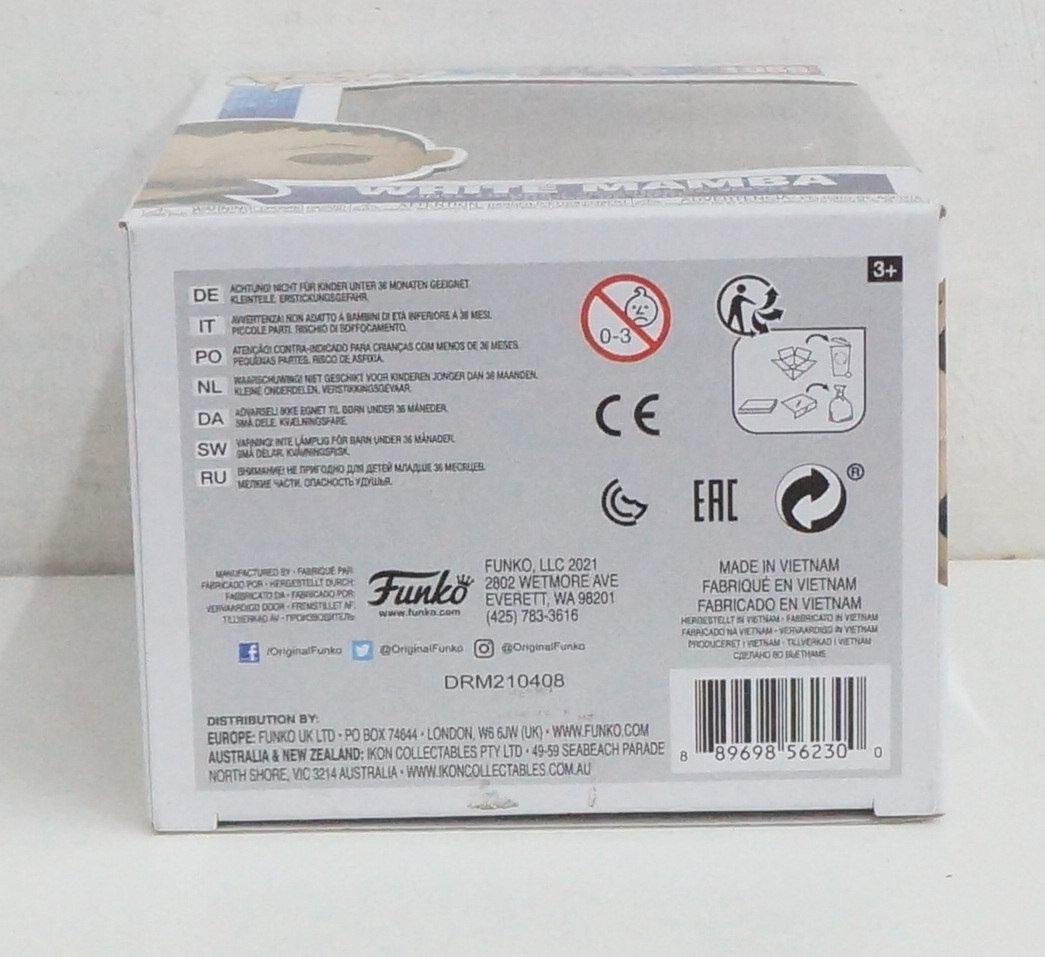 WHITE MAMBA
3+
DE
ACHTUNG! NICHT FÜR KINDER UNTER 36 MONATEN GEEIGNET.
KLEINTEILE. ERSTICKUNGSGEFAHR.
IT
AVVERTENZA! NON ADATTO A BAMBINI DI ETÀ INFERIORE A 36 MESI.
PICCOLE PARTI. RISCHIO DI SOFFOCAMENTO.
PO
ATENÇÃO! CONTRA-INDICADO PARA CRIANÇAS COM MENOS DE 36 MESES.
PEQUENAS PARTES. RISCO DE ASFIXIA.
NL
WAARSCHUWING! NIET GESCHIKT VOOR KINDEREN JONGER DAN 36 MAANDEN.
KLEINE ONDERDELEN. VERSTIKKINGSGEVAAR.
DA
ADVARSEL! IKKE EGNET TIL BØRN UNDER 36 MÅNEDER.
SMÅ DELE. KVÆLNINGSFARE.
SW
VARNING! INTE LÄMPLIG FÖR BARN UNDER 36 MÅNADER.
SMÅ DELAR. KVÄVNINGSRISK.
RU
ВНИМАНИЕ! НЕ ПРИГОДНО ДЛЯ ДЕТЕЙ МЛАДШЕ 36 МЕСЯЦЕВ.
МЕЛКИЕ ЧАСТИ. ОПАСНОСТЬ УДУШЬЯ.
0-3
CE
EAC
®
MANUFACTURED BY · FABRIQUÉ PAR
FABRICADO POR · HERGESTELLT DURCH:
FABBRICATO DA · FABRICADO POR:
VERVAARDIGD DOOR · FREMSTILLET AF:
TILLVERKAD AV · ПРОИЗВОДИТЕЛЬ:
Funko
www.funko.com
FUNKO, LLC 2021
2802 WETMORE AVE
EVERETT, WA 98201
(425) 783-3616
MADE IN VIETNAM
FABRIQUÉ EN VIETNAM
FABRICADO EN VIETNAM
HERGESTELLT IN VIETNAM · FABBRICATO IN VIETNAM
FABRICADO NA VIETNAM · VERVAARDIGD IN VIETNAM
PRODUCERET I VIETNAM · TILLVERKAD I VIETNAM
СДЕЛАНО ВО ВЬЕТНАМЕ
/OriginalFunko @OriginalFunko @OriginalFunko
DRM210408
DISTRIBUTION BY:
EUROPE: FUNKO UK LTD · PO BOX 74644 · LONDON, W6 6JW (UK) · WWW.FUNKO.COM
AUSTRALIA & NEW ZEALAND: IKON COLLECTABLES PTY LTD · 49-59 SEABEACH PARADE
NORTH SHORE, VIC 3214 AUSTRALIA · WWW.IKONCOLLECTABLES.COM.AU
8 89698 56230 0